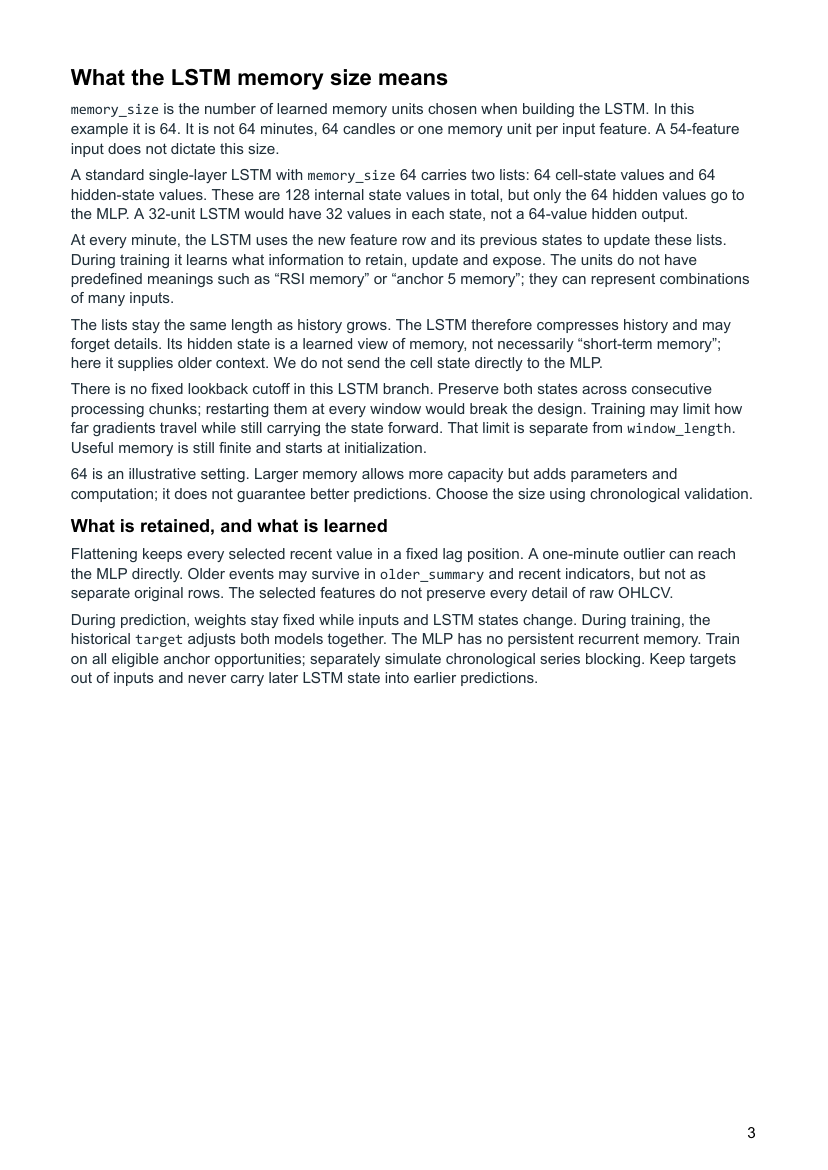 What the LSTM memory size means
memory_size is the number of learned memory units chosen when building the LSTM. In this
example it is 64. It is not 64 minutes, 64 candles or one memory unit per input feature. A 54-feature
input does not dictate this size.
A standard single-layer LSTM with memory_size 64 carries two lists: 64 cell-state values and 64
hidden-state values. These are 128 internal state values in total, but only the 64 hidden values go to
the MLP. A 32-unit LSTM would have 32 values in each state, not a 64-value hidden output.
At every minute, the LSTM uses the new feature row and its previous states to update these lists.
During training it learns what information to retain, update and expose. The units do not have
predefined meanings such as “RSI memory” or “anchor 5 memory”; they can represent combinations
of many inputs.
The lists stay the same length as history grows. The LSTM therefore compresses history and may
forget details. Its hidden state is a learned view of memory, not necessarily “short-term memory”;
here it supplies older context. We do not send the cell state directly to the MLP.
There is no fixed lookback cutoff in this LSTM branch. Preserve both states across consecutive
processing chunks; restarting them at every window would break the design. Training may limit how
far gradients travel while still carrying the state forward. That limit is separate from window_length.
Useful memory is still finite and starts at initialization.
64 is an illustrative setting. Larger memory allows more capacity but adds parameters and
computation; it does not guarantee better predictions. Choose the size using chronological validation.
What is retained, and what is learned
Flattening keeps every selected recent value in a fixed lag position. A one-minute outlier can reach
the MLP directly. Older events may survive in older_summary and recent indicators, but not as
separate original rows. The selected features do not preserve every detail of raw OHLCV.
During prediction, weights stay fixed while inputs and LSTM states change. During training, the
historical target adjusts both models together. The MLP has no persistent recurrent memory. Train
on all eligible anchor opportunities; separately simulate chronological series blocking. Keep targets
out of inputs and never carry later LSTM state into earlier predictions.
3